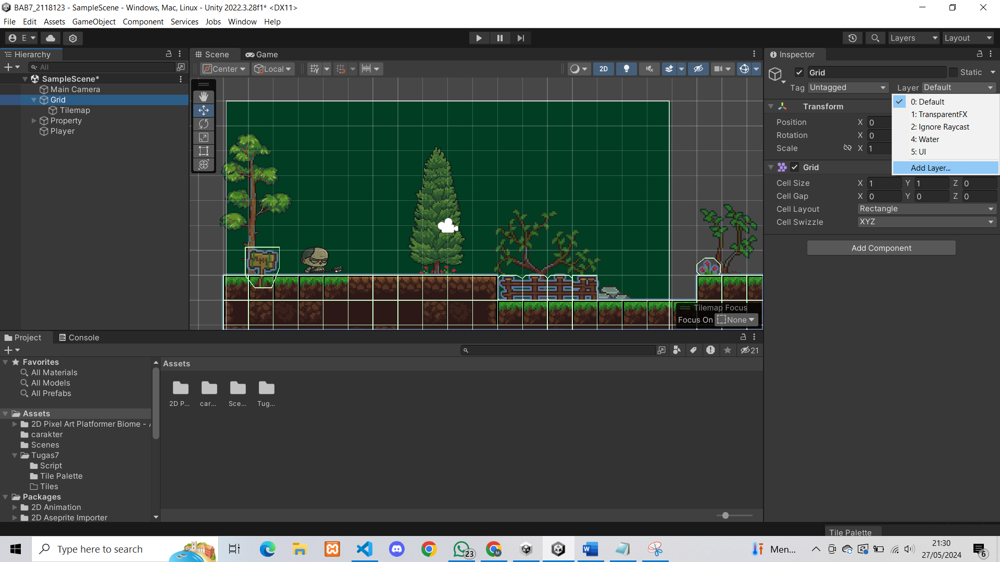 BAB7_2118123 - SampleScene - Windows, Mac, Linux - Unity 2022.3.28f1* <DX11>
File Edit Assets GameObject Component Services Jobs Window Help
E Layers Layout
Hierarchy
All
SampleScene*
Main Camera
Grid
Tilemap
Property
Player
Scene Game
Center Local 2D
Tilemap Focus
Focus On None
Inspector
Grid Static
Tag Untagged Layer Default
0: Default
1: TransparentFX
2: Ignore Raycast
4: Water
5: UI
Add Layer...
Transform
Position X 0
Rotation X 0
Scale X 1
Grid
Cell Size X 1 Y 1 Z 0
Cell Gap X 0 Y 0 Z 0
Cell Layout Rectangle
Cell Swizzle XYZ
Add Component
Project Console
21
Favorites
All Materials
All Models
All Prefabs
Assets
2D Pixel Art Platformer Biome - A
carakter
Scenes
Tugas7
Script
Tile Palette
Tiles
Packages
2D Animation
2D Aseprite Importer
Assets
2D P... car... Sce... Tug...
Tile Palette
Type here to search
23
Men...
21:30
27/05/2024
6